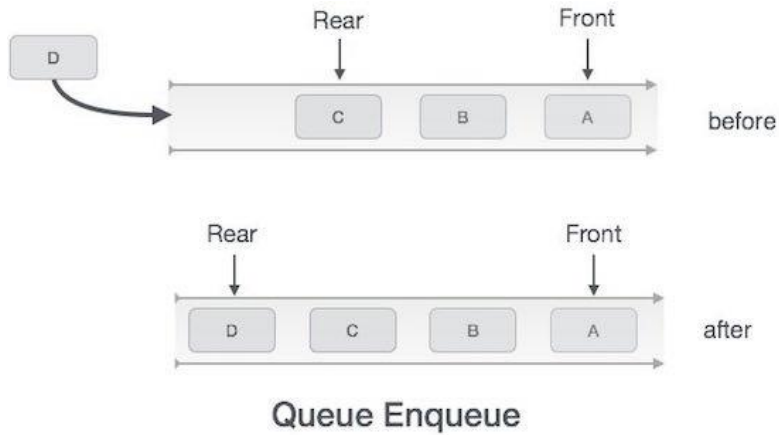 Rear Front
D
C B A
before
Rear Front
D C B A
after
Queue Enqueue